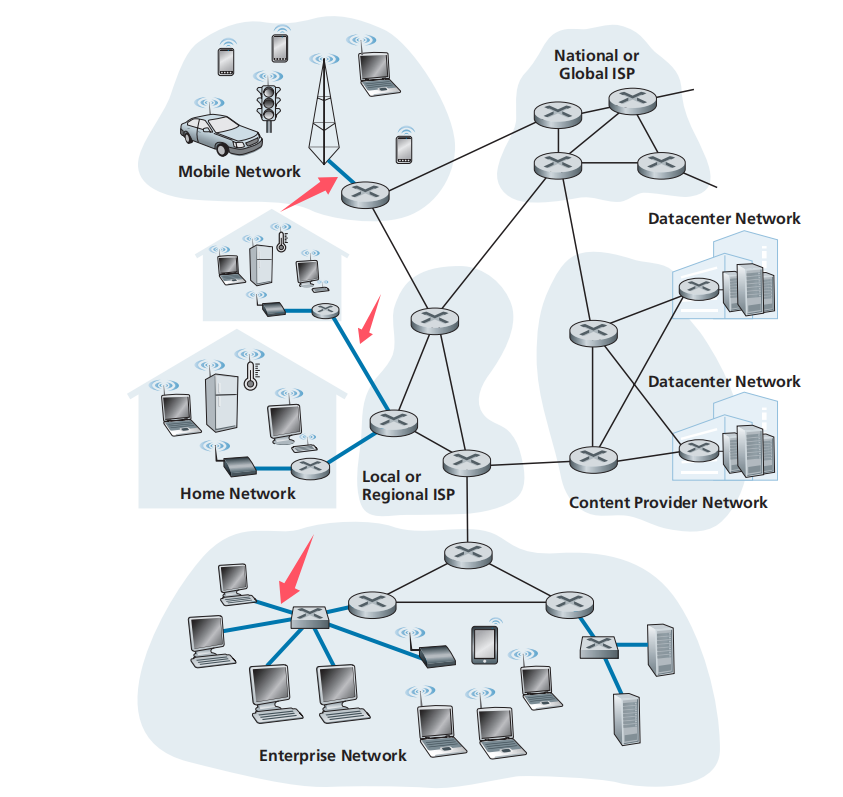 National or
Global ISP
Mobile Network
Datacenter Network
Datacenter Network
Home Network
Local or
Regional ISP
Content Provider Network
Enterprise Network